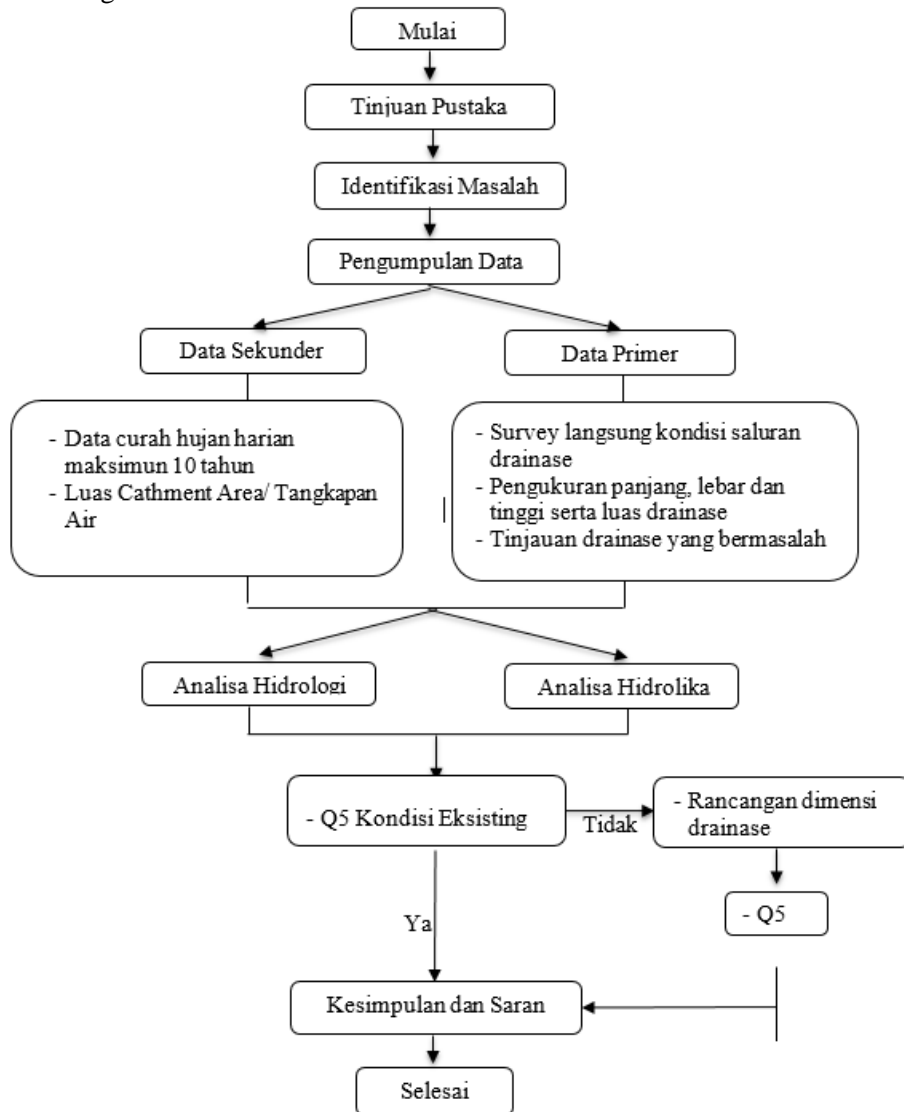 Mulai
Tinjuan Pustaka
Identifikasi Masalah
Pengumpulan Data
Data Sekunder
Data Primer
- Data curah hujan harian
maksimun 10 tahun
- Luas Cathment Area/ Tangkapan
Air
- Survey langsung kondisi saluran
drainase
- Pengukuran panjang, lebar dan
tinggi serta luas drainase
- Tinjauan drainase yang bermasalah
Analisa Hidrologi
Analisa Hidrolika
- Q5 Kondisi Eksisting
Tidak
- Rancangan dimensi
drainase
- Q5
Ya
Kesimpulan dan Saran
Selesai